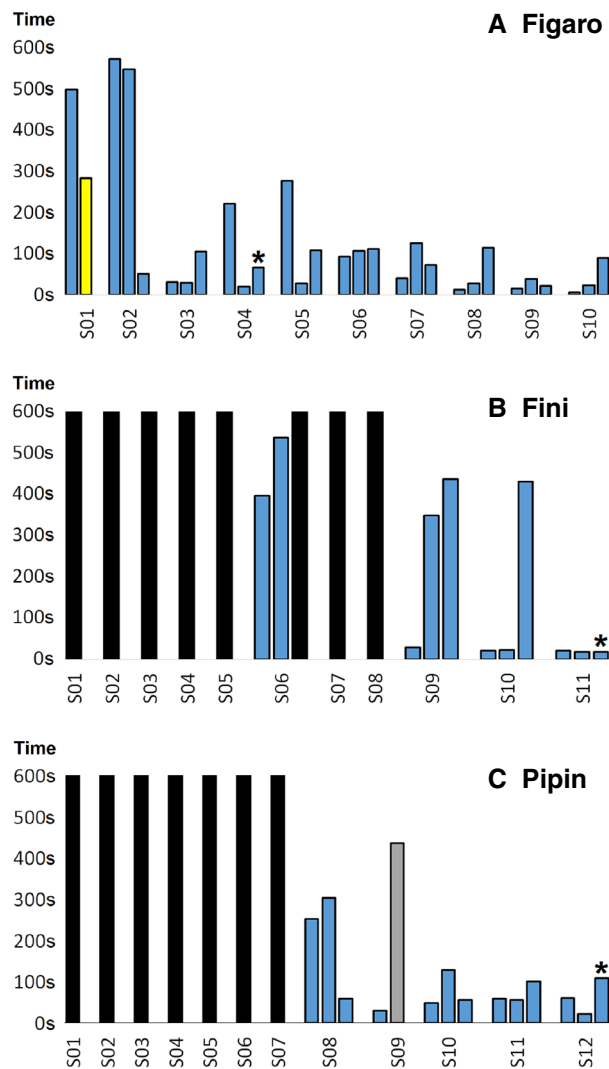 Time
A Figaro
600s
500s
400s
300s
200s
100s
0s
*
S01 S02 S03 S04 S05 S06 S07 S08 S09 S10
Time
B Fini
600s
500s
400s
300s
200s
100s
0s
*
S01 S02 S03 S04 S05 S06 S07 S08 S09 S10 S11
Time
C Pipin
600s
500s
400s
300s
200s
100s
0s
*
S01 S02 S03 S04 S05 S06 S07 S08 S09 S10 S11 S12